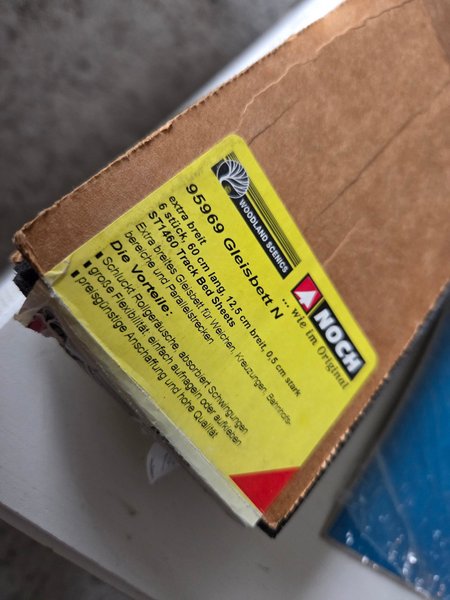 WOODLAND SCENICS
... wie im Original
NOCH
95969 Gleisbett N
extra breit
6 stück, 60 cm lang, 12,5 cm breit, 0,5 cm stark
ST1460 Track Bed Sheets
Extra breites Gleisbett für Weichen, Kreuzungen, Bahnhofs-
bereiche und Parallelstrecken
Die Vorteile:
Schluckt Rollgeräusche, absorbiert Schwingungen
große Flexibilität, einfach aufnageln oder aufkleben
preisgünstige Anschaffung und hohe Qualität